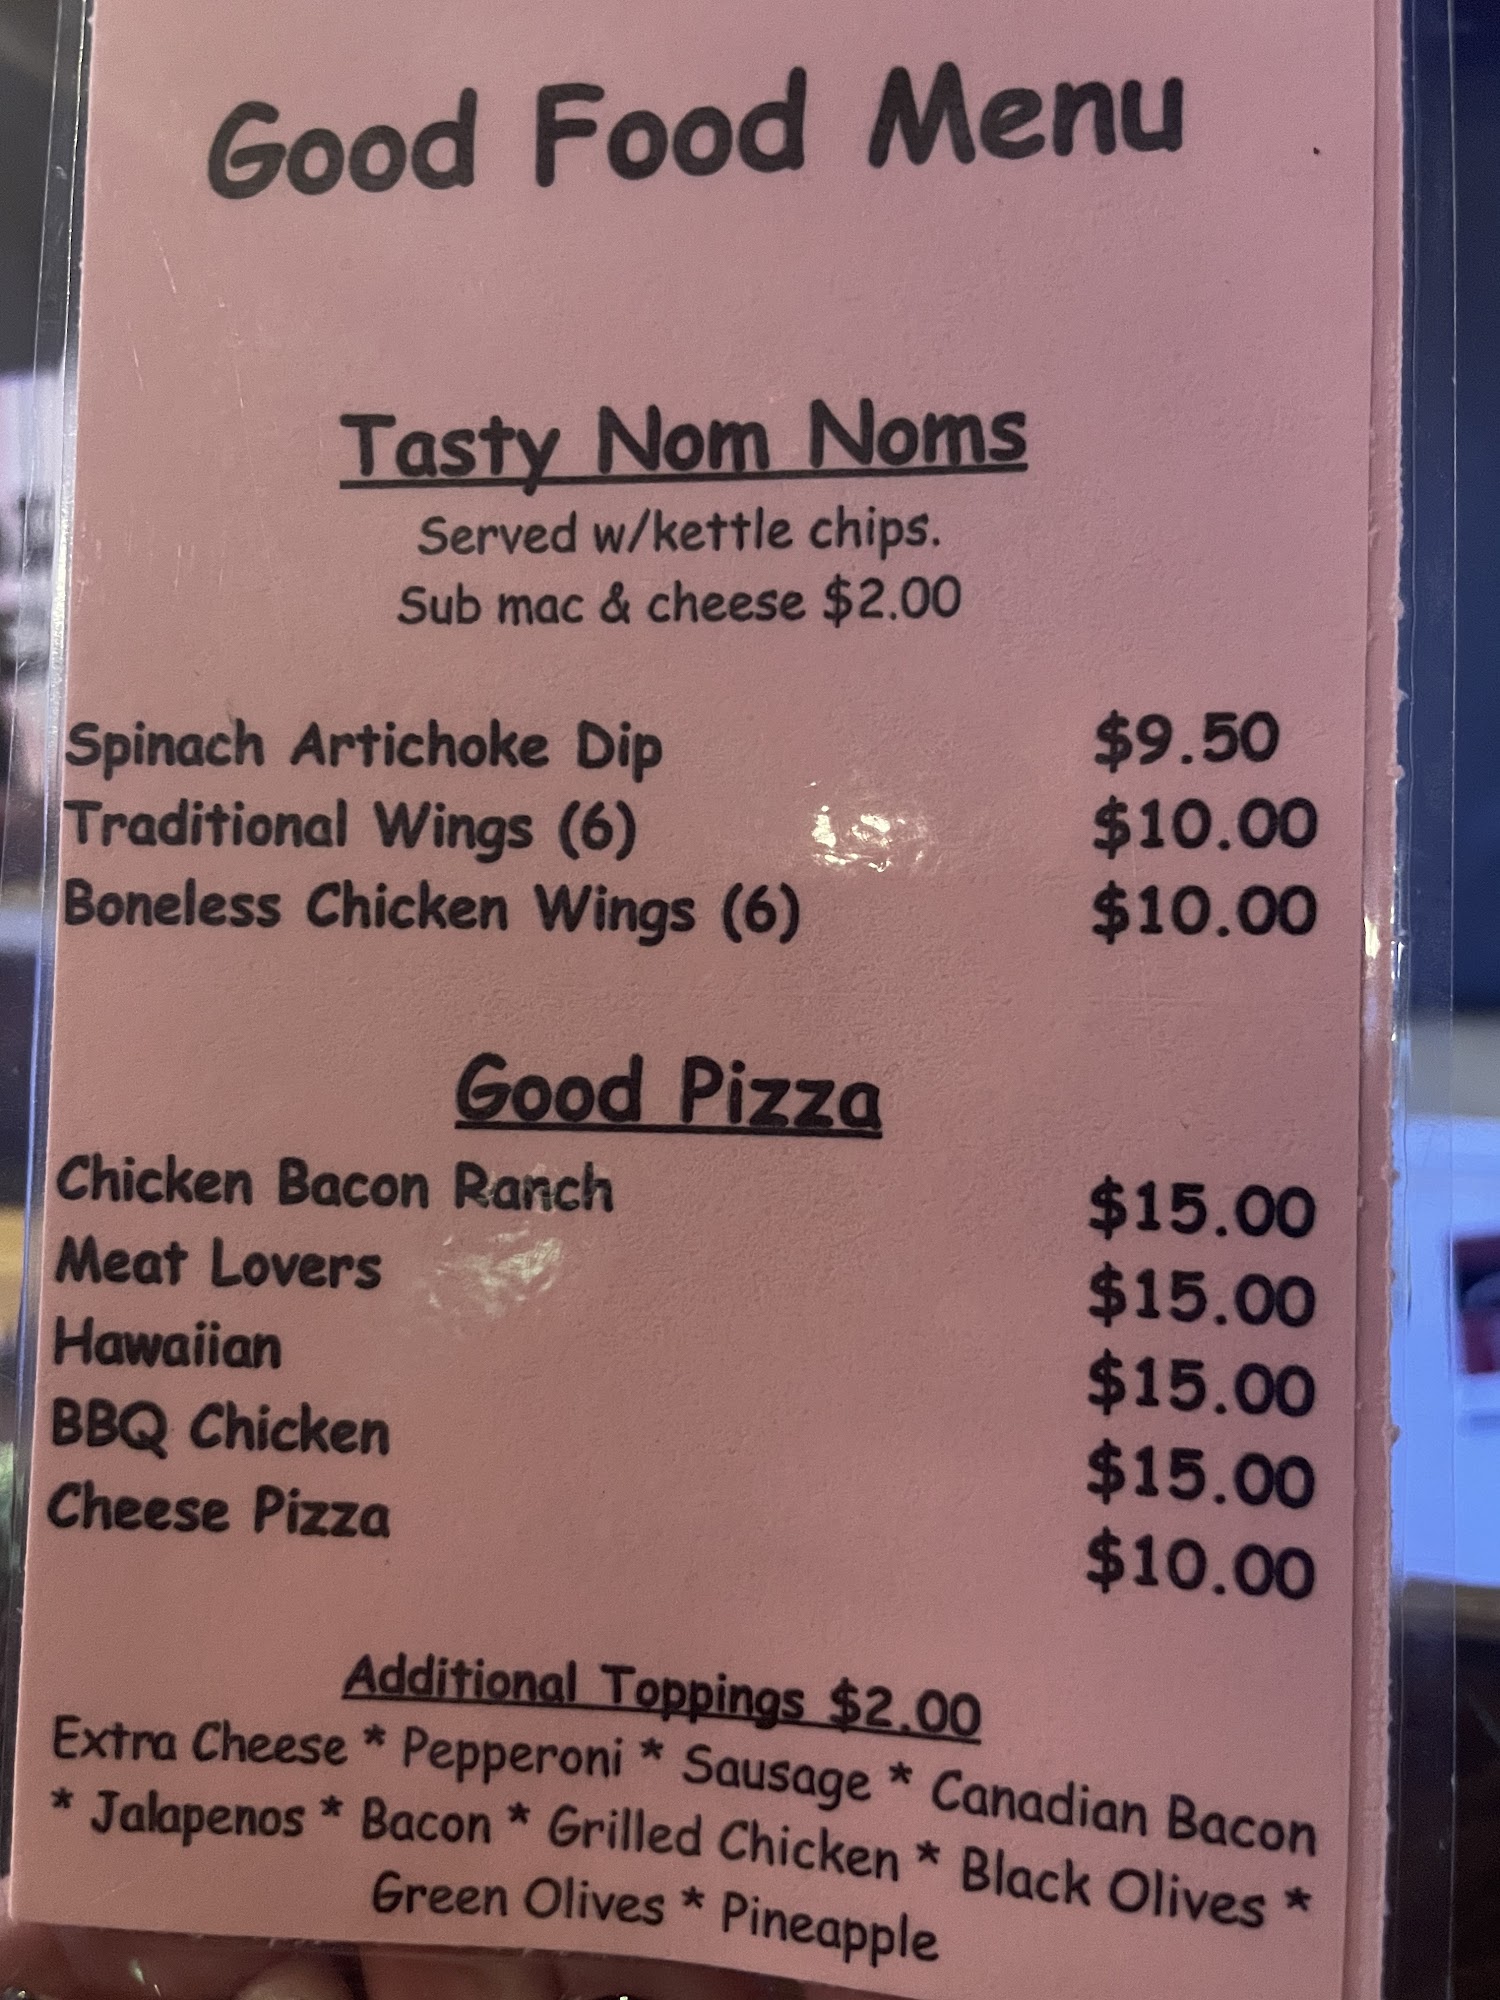 Good Food Menu
Tasty Nom Noms
Served w/kettle chips.
Sub mac & cheese $2.00
Spinach Artichoke Dip $9.50
Traditional Wings (6) $10.00
Boneless Chicken Wings (6) $10.00
Good Pizza
Chicken Bacon Ranch $15.00
Meat Lovers $15.00
Hawaiian $15.00
BBQ Chicken $15.00
Cheese Pizza $10.00
Additional Toppings $2.00
Extra Cheese * Pepperoni * Sausage * Canadian Bacon
* Jalapenos * Bacon * Grilled Chicken * Black Olives *
Green Olives * Pineapple